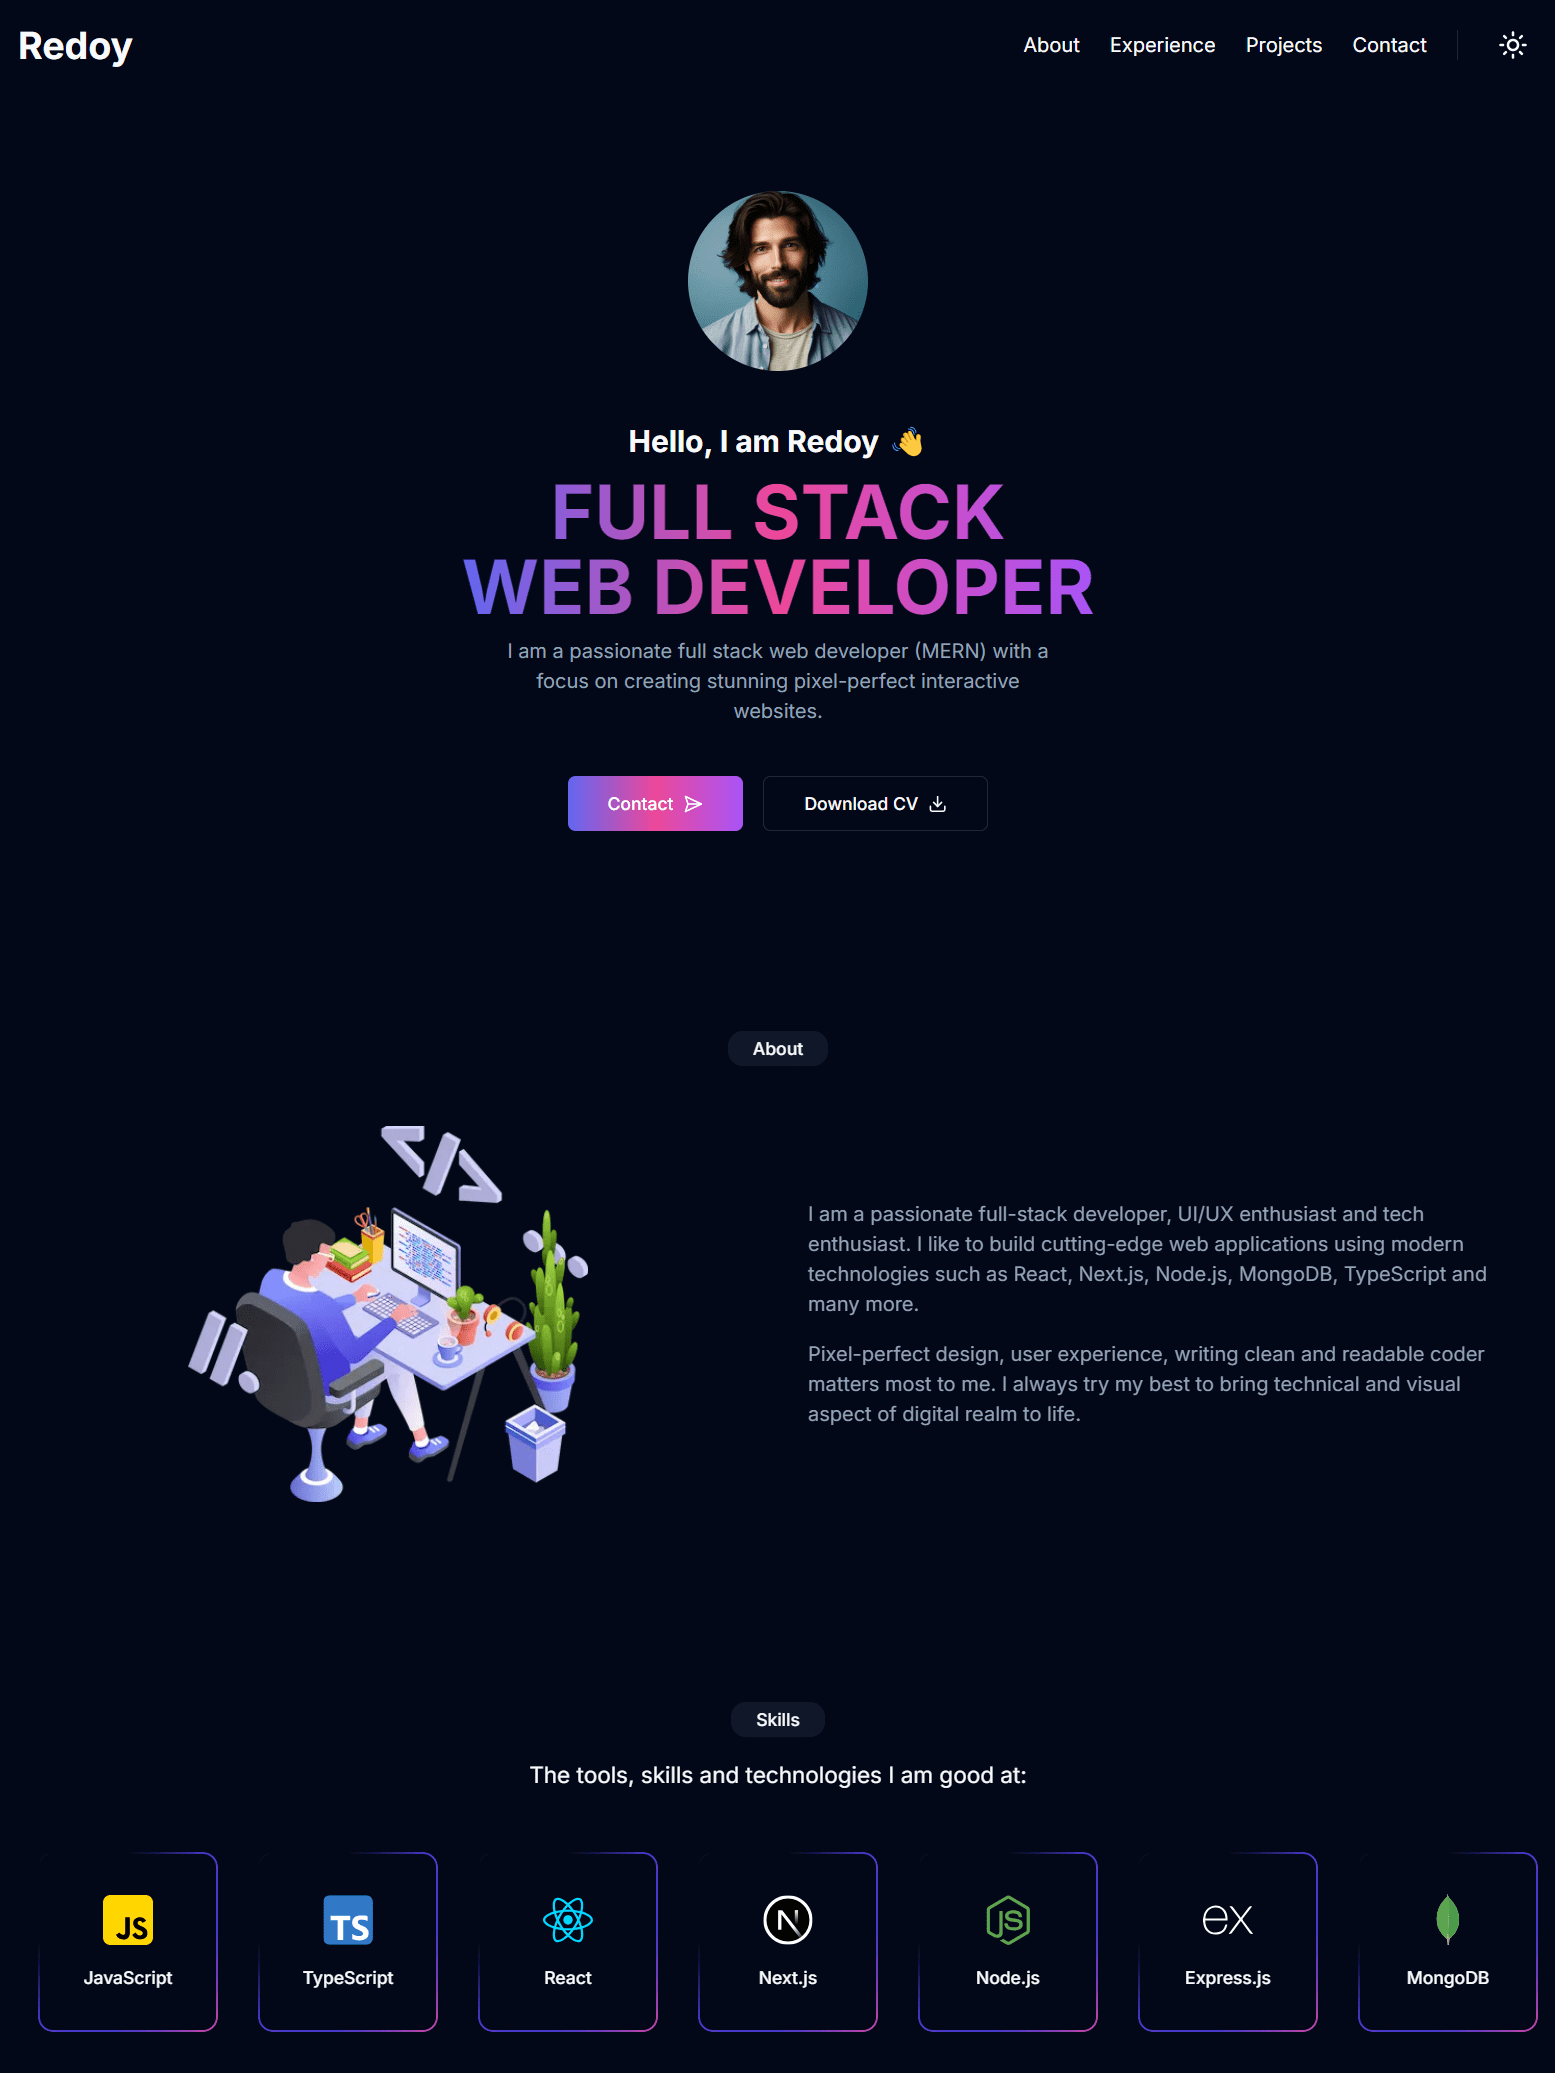 Redoy
About Experience Projects Contact
Hello, I am Redoy 👋
FULL STACK
WEB DEVELOPER
I am a passionate full stack web developer (MERN) with a
focus on creating stunning pixel-perfect interactive
websites.
Contact
Download CV
About
I am a passionate full-stack developer, UI/UX enthusiast and tech
enthusiast. I like to build cutting-edge web applications using modern
technologies such as React, Next.js, Node.js, MongoDB, TypeScript and
many more.
Pixel-perfect design, user experience, writing clean and readable coder
matters most to me. I always try my best to bring technical and visual
aspect of digital realm to life.
Skills
The tools, skills and technologies I am good at:
JS
TS
N
JS
ex
JavaScript
TypeScript
React
Next.js
Node.js
Express.js
MongoDB